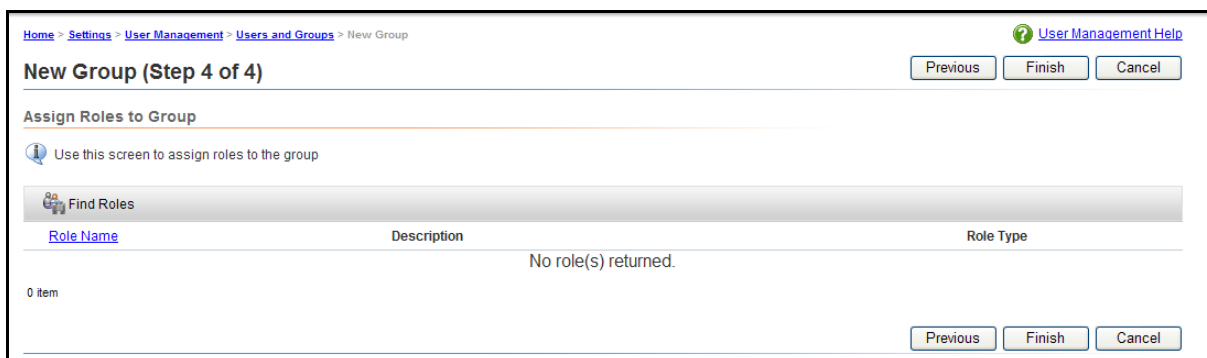 Home > Settings > User Management > Users and Groups > New Group
User Management Help
New Group (Step 4 of 4)
Previous Finish Cancel
Assign Roles to Group
Use this screen to assign roles to the group
Find Roles
Role Name Description Role Type
No role(s) returned.
0 item
Previous Finish Cancel